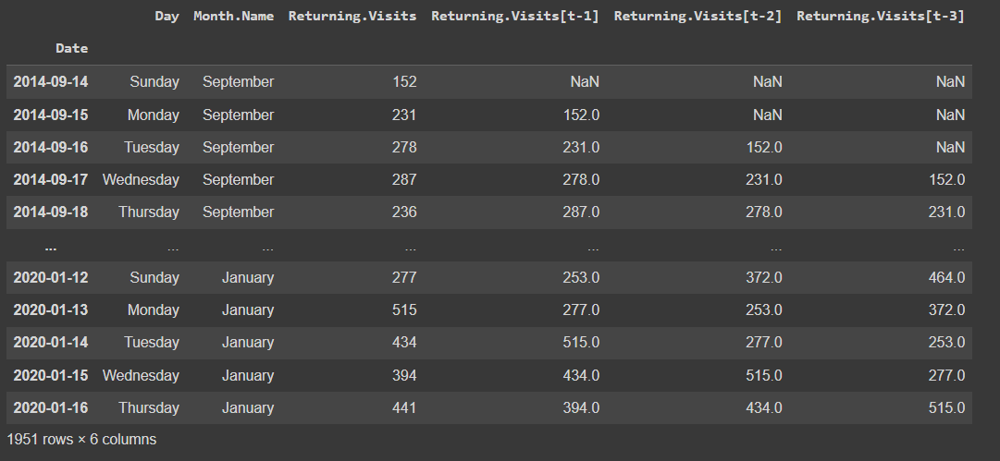 Day Month.Name Returning.Visits Returning.Visits[t-1] Returning.Visits[t-2] Returning.Visits[t-3]
Date
2014-09-14 Sunday September 152 NaN NaN NaN
2014-09-15 Monday September 231 152.0 NaN NaN
2014-09-16 Tuesday September 278 231.0 152.0 NaN
2014-09-17 Wednesday September 287 278.0 231.0 152.0
2014-09-18 Thursday September 236 287.0 278.0 231.0
... ... ... ... ... ... ...
2020-01-12 Sunday January 277 253.0 372.0 464.0
2020-01-13 Monday January 515 277.0 253.0 372.0
2020-01-14 Tuesday January 434 515.0 277.0 253.0
2020-01-15 Wednesday January 394 434.0 515.0 277.0
2020-01-16 Thursday January 441 394.0 434.0 515.0
1951 rows × 6 columns